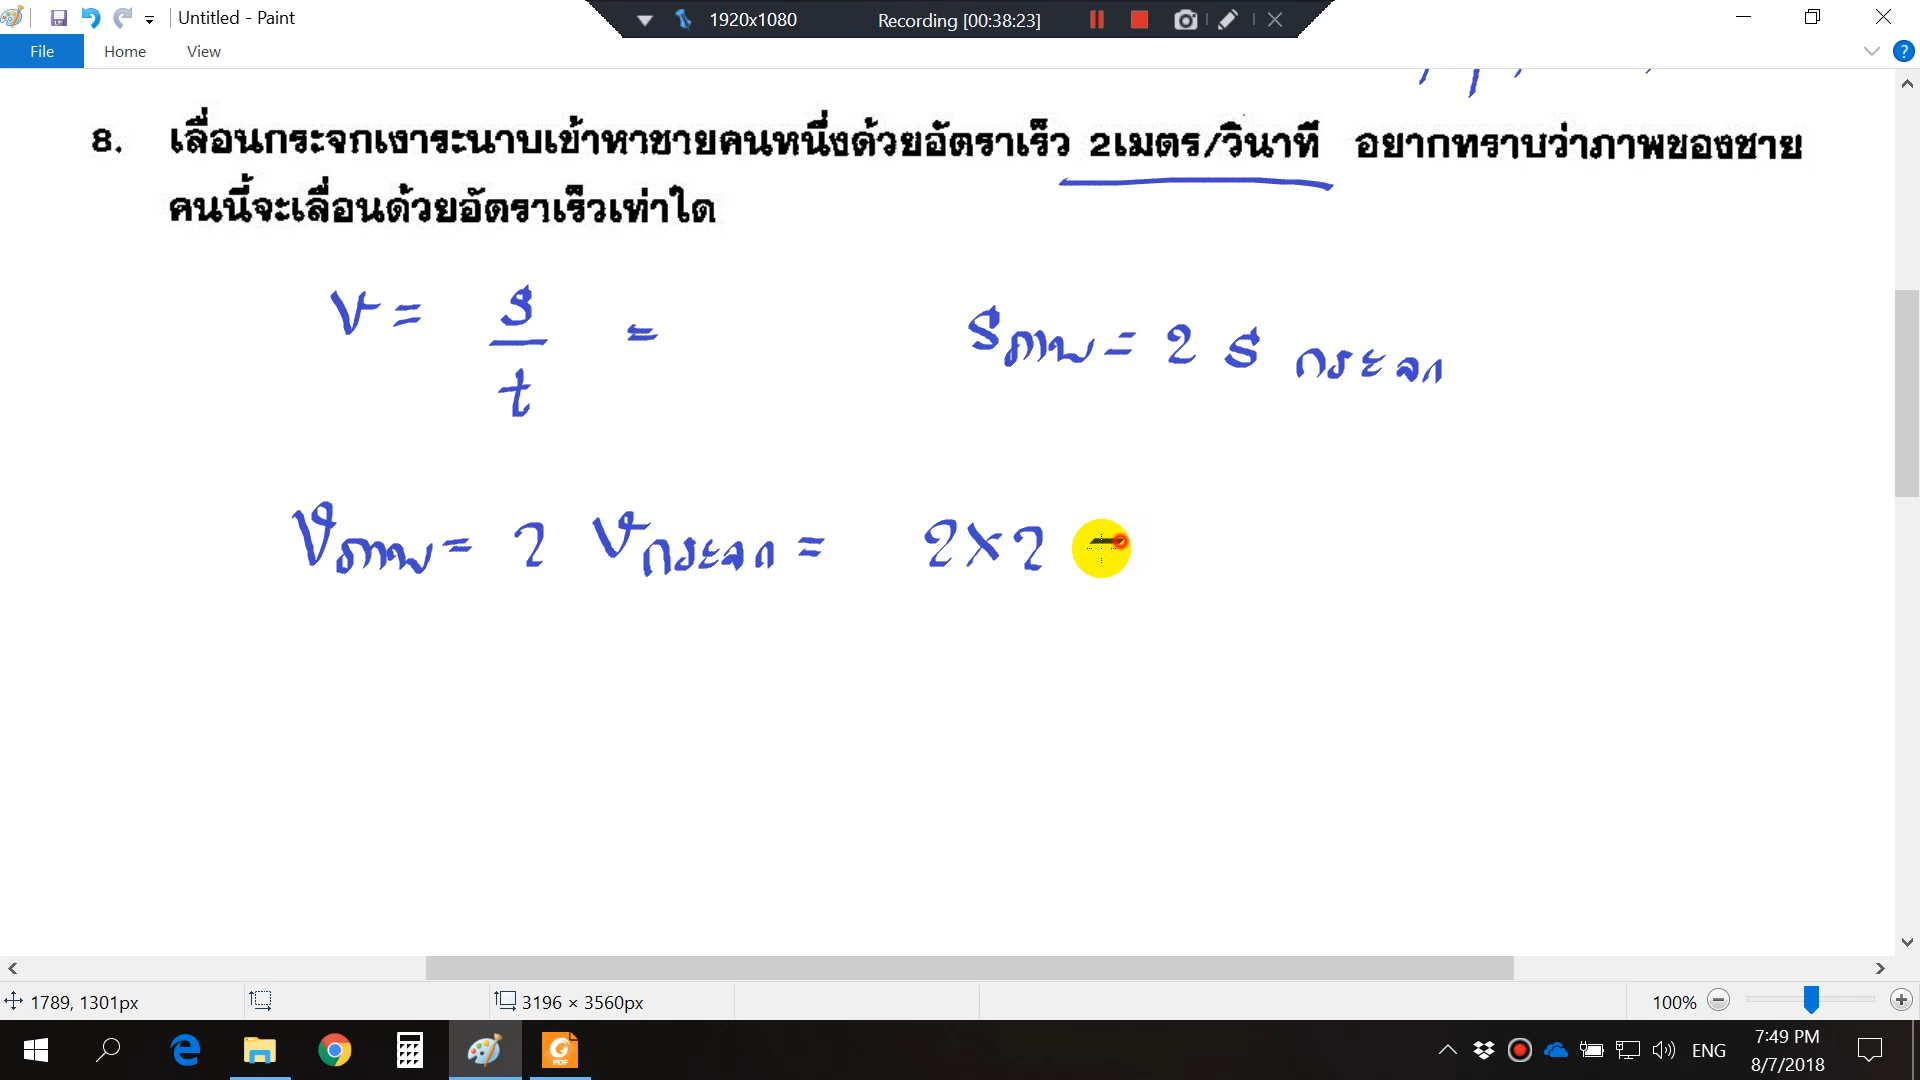 Untitled - Paint
1920x1080 Recording [00:38:23]
File Home View
8. เลื่อนกระจกเงาระนาบเข้าหาชายคนหนึ่งด้วยอัตราเร็ว 2เมตร/วินาที อยากทราบว่าภาพของชาย
คนนี้จะเลื่อนด้วยอัตราเร็วเท่าใด
v = s/t =
s ภาพ = 2 s กระจก
v ภาพ = 2 v กระจก = 2×2 =
1789, 1301px
3196 × 3560px
100%
PDF
ENG
7:49 PM
8/7/2018